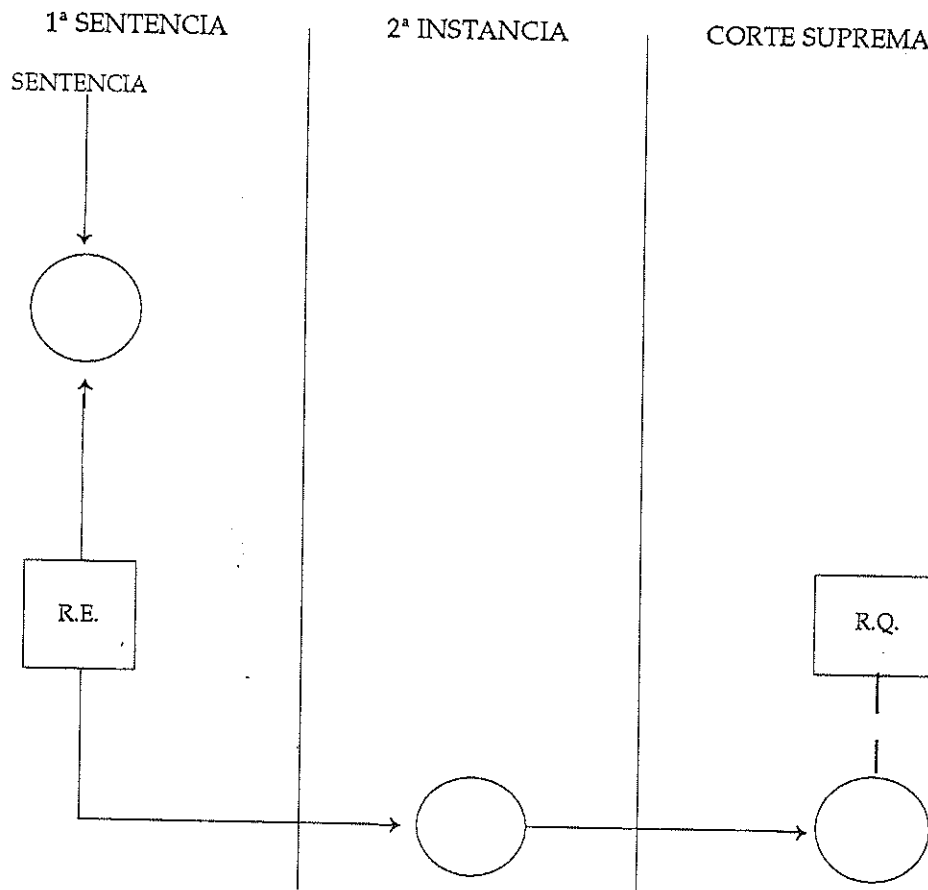 1ª SENTENCIA
2ª INSTANCIA
CORTE SUPREMA
SENTENCIA
R.E.
R.Q.